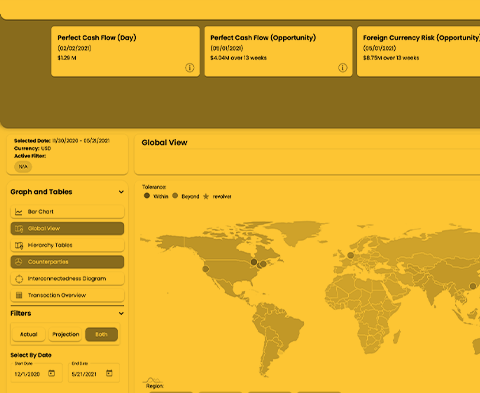 Perfect Cash Flow (Day)
(02/02/2021)
$1.29 M
Perfect Cash Flow (Opportunity)
(05/01/2021)
$4.04M over 13 weeks
Foreign Currency Risk (Opportunity)
(05/01/2021)
$8.75M over 13 weeks
Selected Date: 11/30/2020 - 05/21/2021
Currency: USD
Active Filter:
N/A
Global View
Graph and Tables
Bar Chart
Global View
Hierarchy Tables
Counterparties
Interconnectedness Diagram
Transaction Overview
Filters
Actual
Projection
Both
Select By Date
Start Date
12/1/2020
End Date
5/21/2021
Tolerance:
Within
Beyond
revolver
Region: